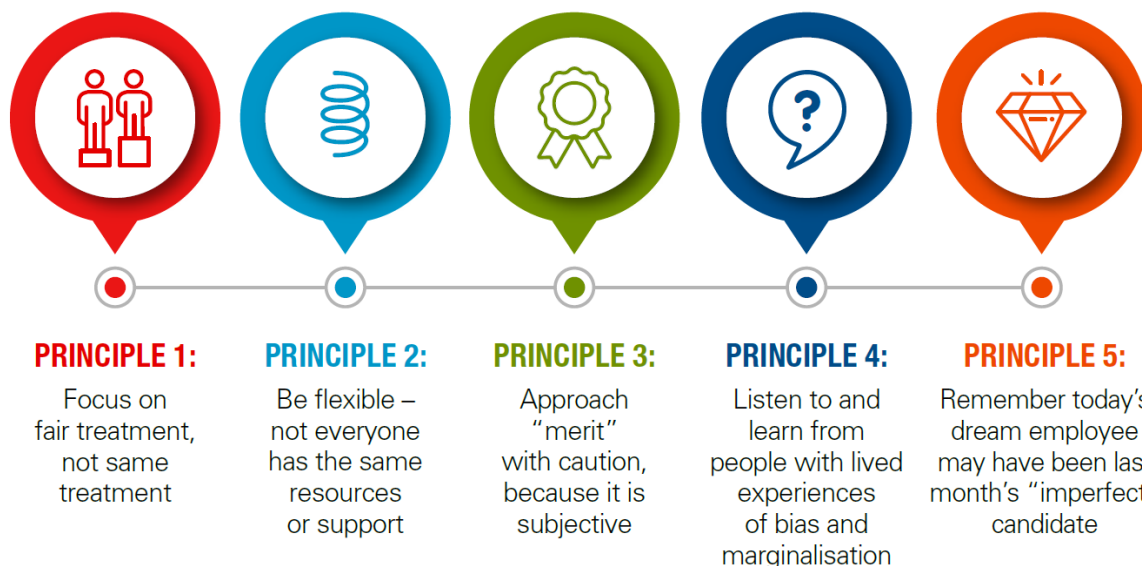 PRINCIPLE 1:
Focus on
fair treatment,
not same
treatment
PRINCIPLE 2:
Be flexible –
not everyone
has the same
resources
or support
PRINCIPLE 3:
Approach
“merit”
with caution,
because it is
subjective
PRINCIPLE 4:
Listen to and
learn from
people with lived
experiences
of bias and
marginalisation
PRINCIPLE 5:
Remember today’s
dream employee
may have been las
month’s “imperfect
candidate
?